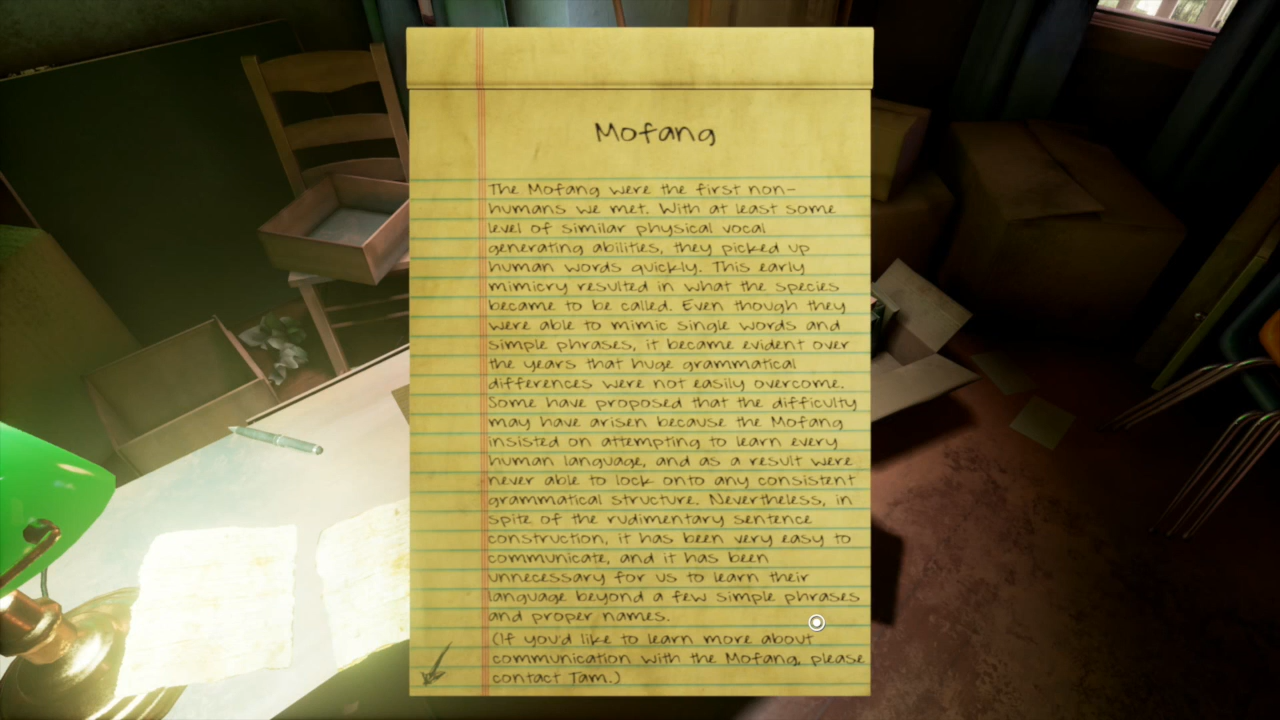 Mofang
The Mofang were the first non-
humans we met. With at least some
level of similar physical vocal
generating abilities, they picked up
human words quickly. This early
mimicry resulted in what the species
became to be called. Even though they
were able to mimic single words and
simple phrases, it became evident over
the years that huge grammatical
differences were not easily overcome.
Some have proposed that the difficulty
may have arisen because the Mofang
insisted on attempting to learn every
human language, and as a result were
never able to lock onto any consistent
grammatical structure. Nevertheless, in
spite of the rudimentary sentence
construction, it has been very easy to
communicate, and it has been
unnecessary for us to learn their
language beyond a few simple phrases
and proper names.
(If you'd like to learn more about
communication with the Mofang, please
contact Tam.)